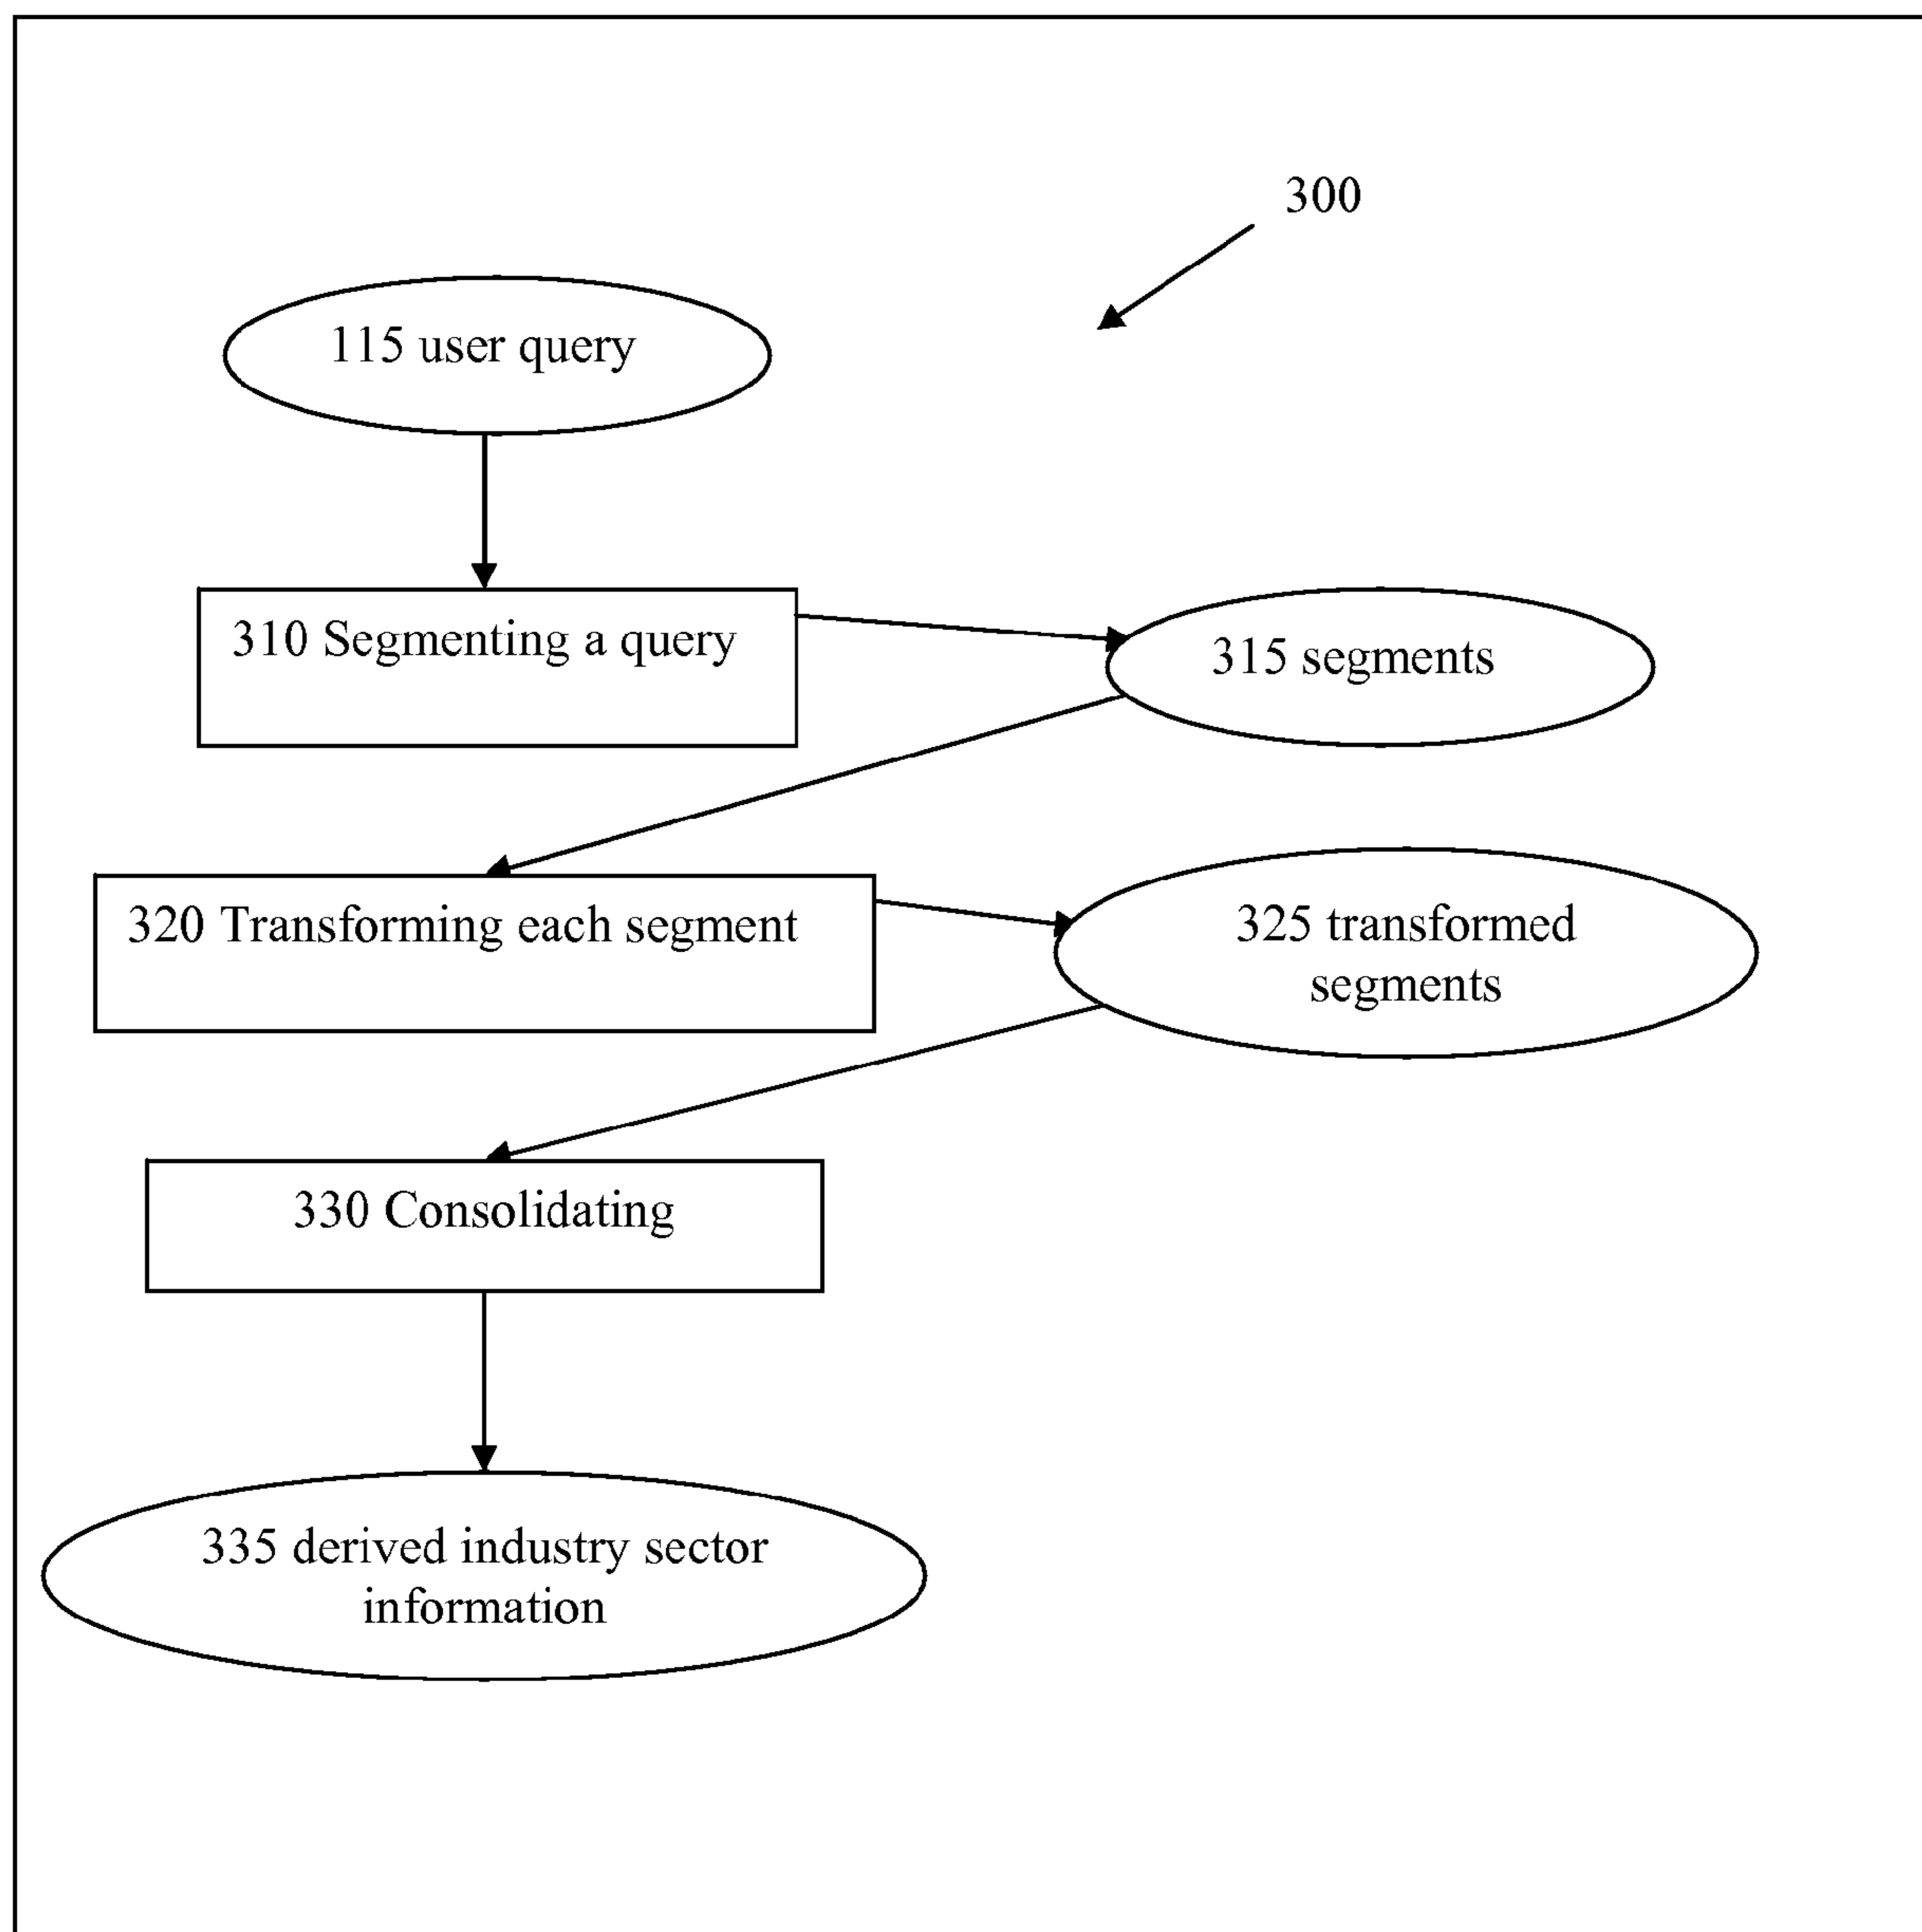 300
115 user query
310 Segmenting a query
315 segments
320 Transforming each segment
325 transformed
segments
330 Consolidating
335 derived industry sector
information